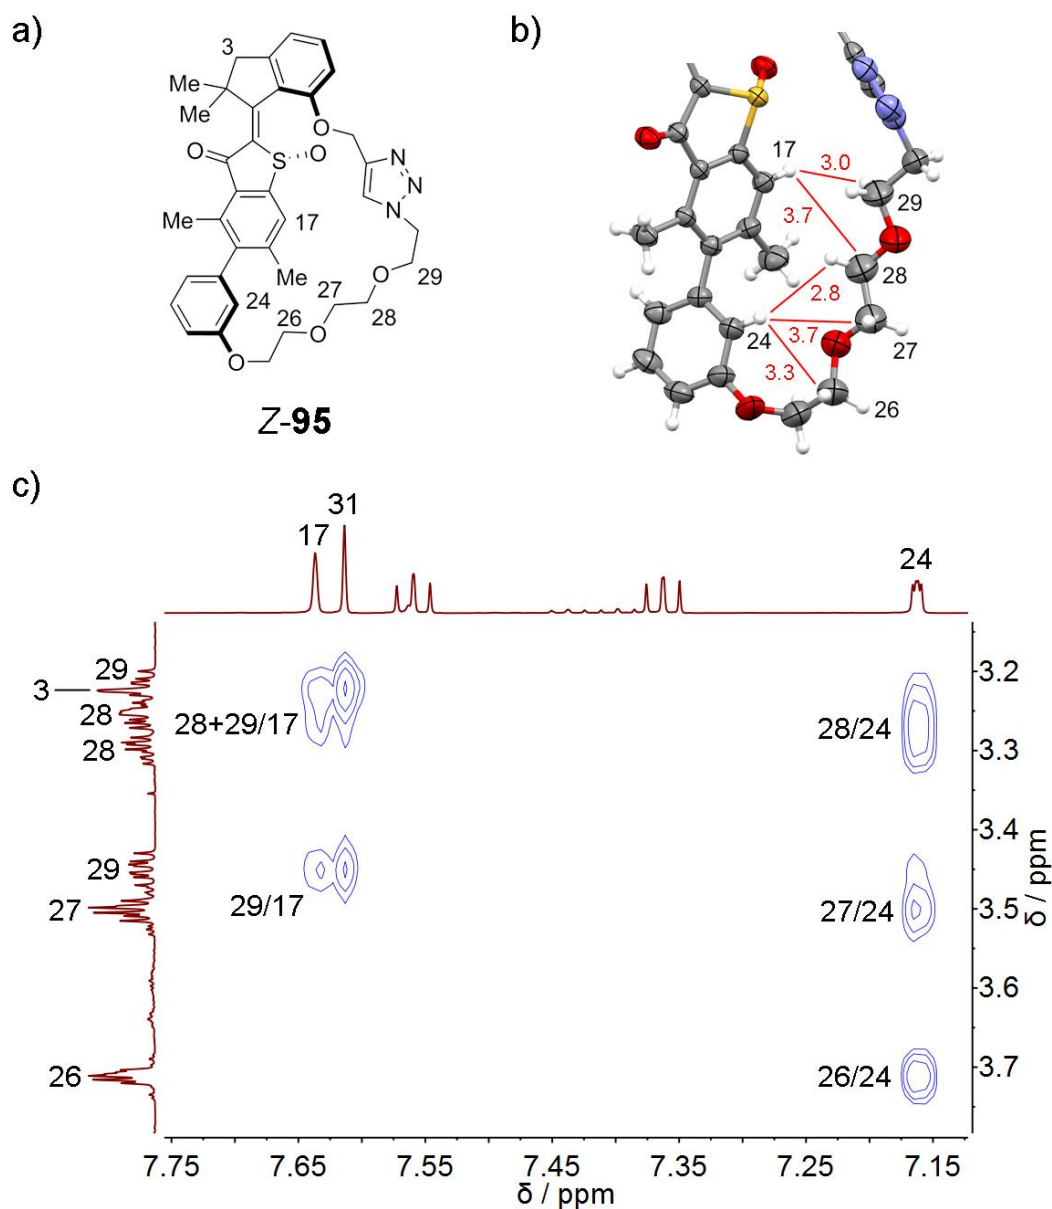 a)
3
Me
Me
O
O
S
O
N
N
N
Me
17
Me
29
O
27
28
24
26
O
O
Z-95
b)
17
3.0
29
3.7
28
2.8
24
3.7
27
3.3
26
c)
31
17
24
29
3
28
28
28+29/17
28/24
29
27
29/17
27/24
26
26/24
3.2
3.3
3.4
3.5
3.6
3.7
δ / ppm
7.75
7.65
7.55
7.45
7.35
7.25
7.15
δ / ppm